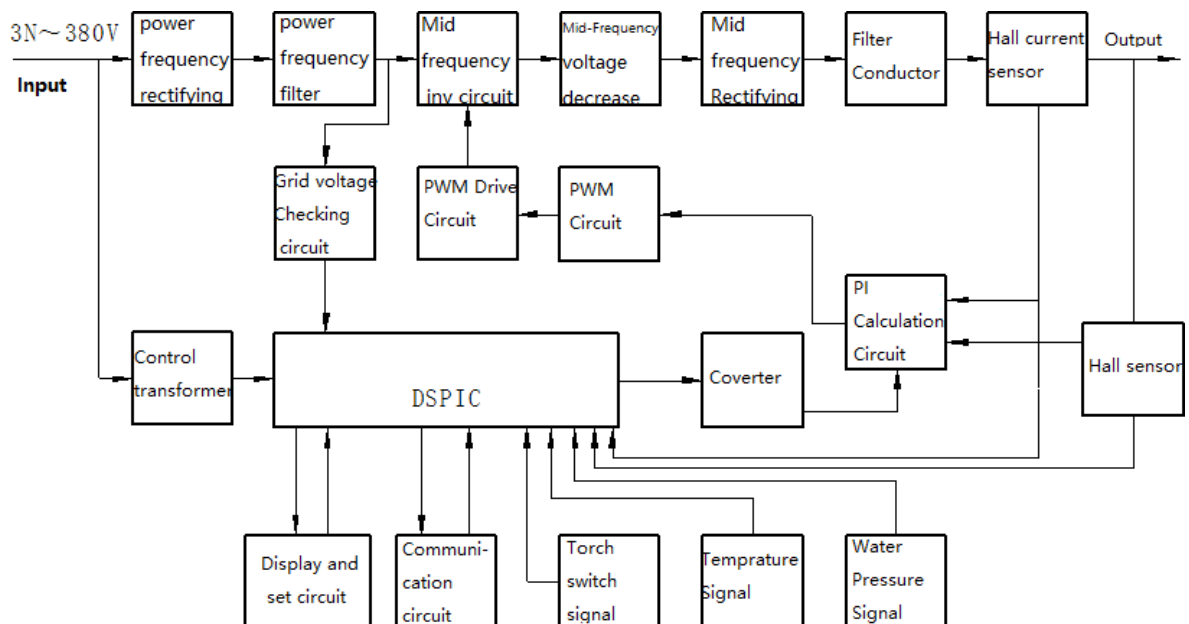 3N～380V
Input
power
frequency
rectifying
power
frequency
filter
Mid
frequency
inv circuit
Mid-Frequency
voltage
decrease
Mid
frequency
Rectifying
Filter
Conductor
Hall current
sensor
Output
Grid voltage
Checking
circuit
PWM Drive
Circuit
PWM
Circuit
PI
Calculation
Circuit
Hall sensor
Control
transformer
DSPIC
Coverter
Display and
set circuit
Communi-
cation
circuit
Torch
switch
signal
Temprature
Signal
Water
Pressure
Signal